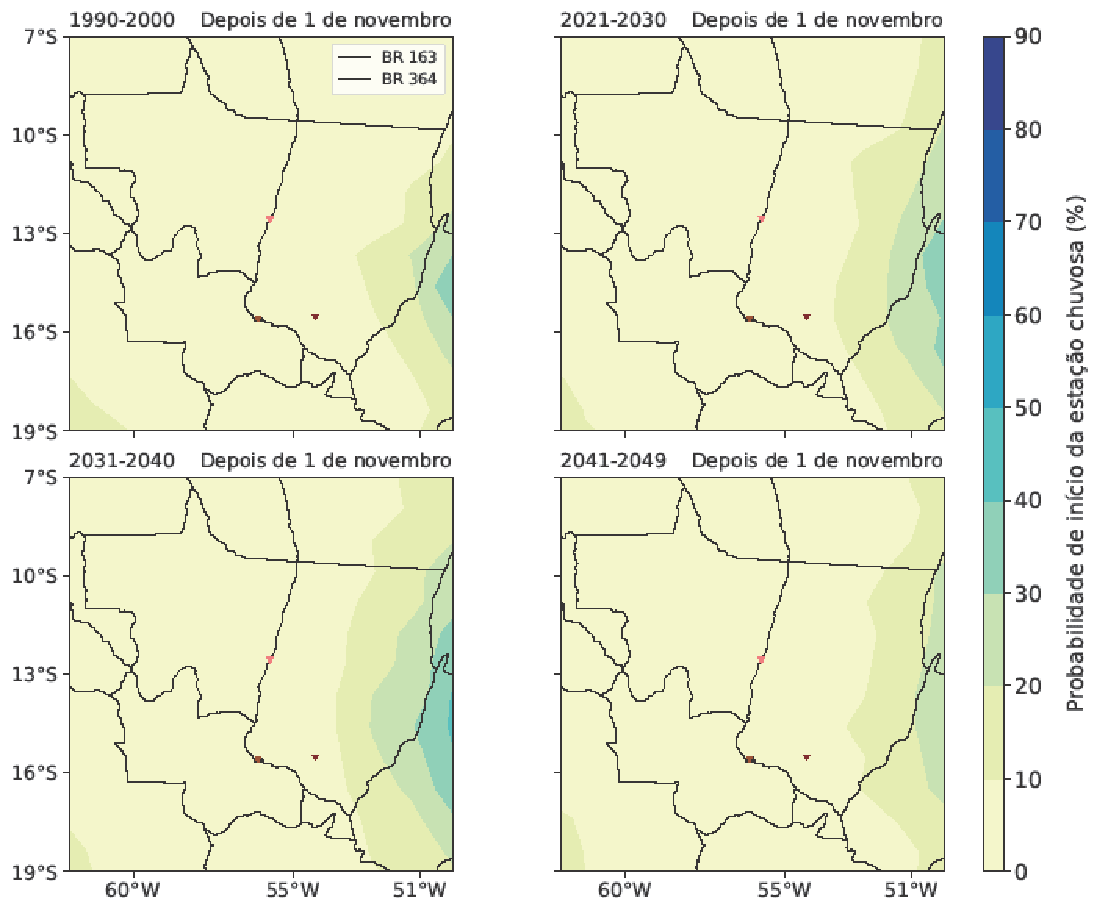 1990-2000 Depois de 1 de novembro
2021-2030 Depois de 1 de novembro
7°S
10°S
13°S
16°S
19°S
BR 163
BR 364
2031-2040 Depois de 1 de novembro
2041-2049 Depois de 1 de novembro
7°S
10°S
13°S
16°S
19°S
60°W 55°W 51°W
60°W 55°W 51°W
90
80
70
60
50
40
30
20
10
0
Probabilidade de início da estação chuvosa (%)